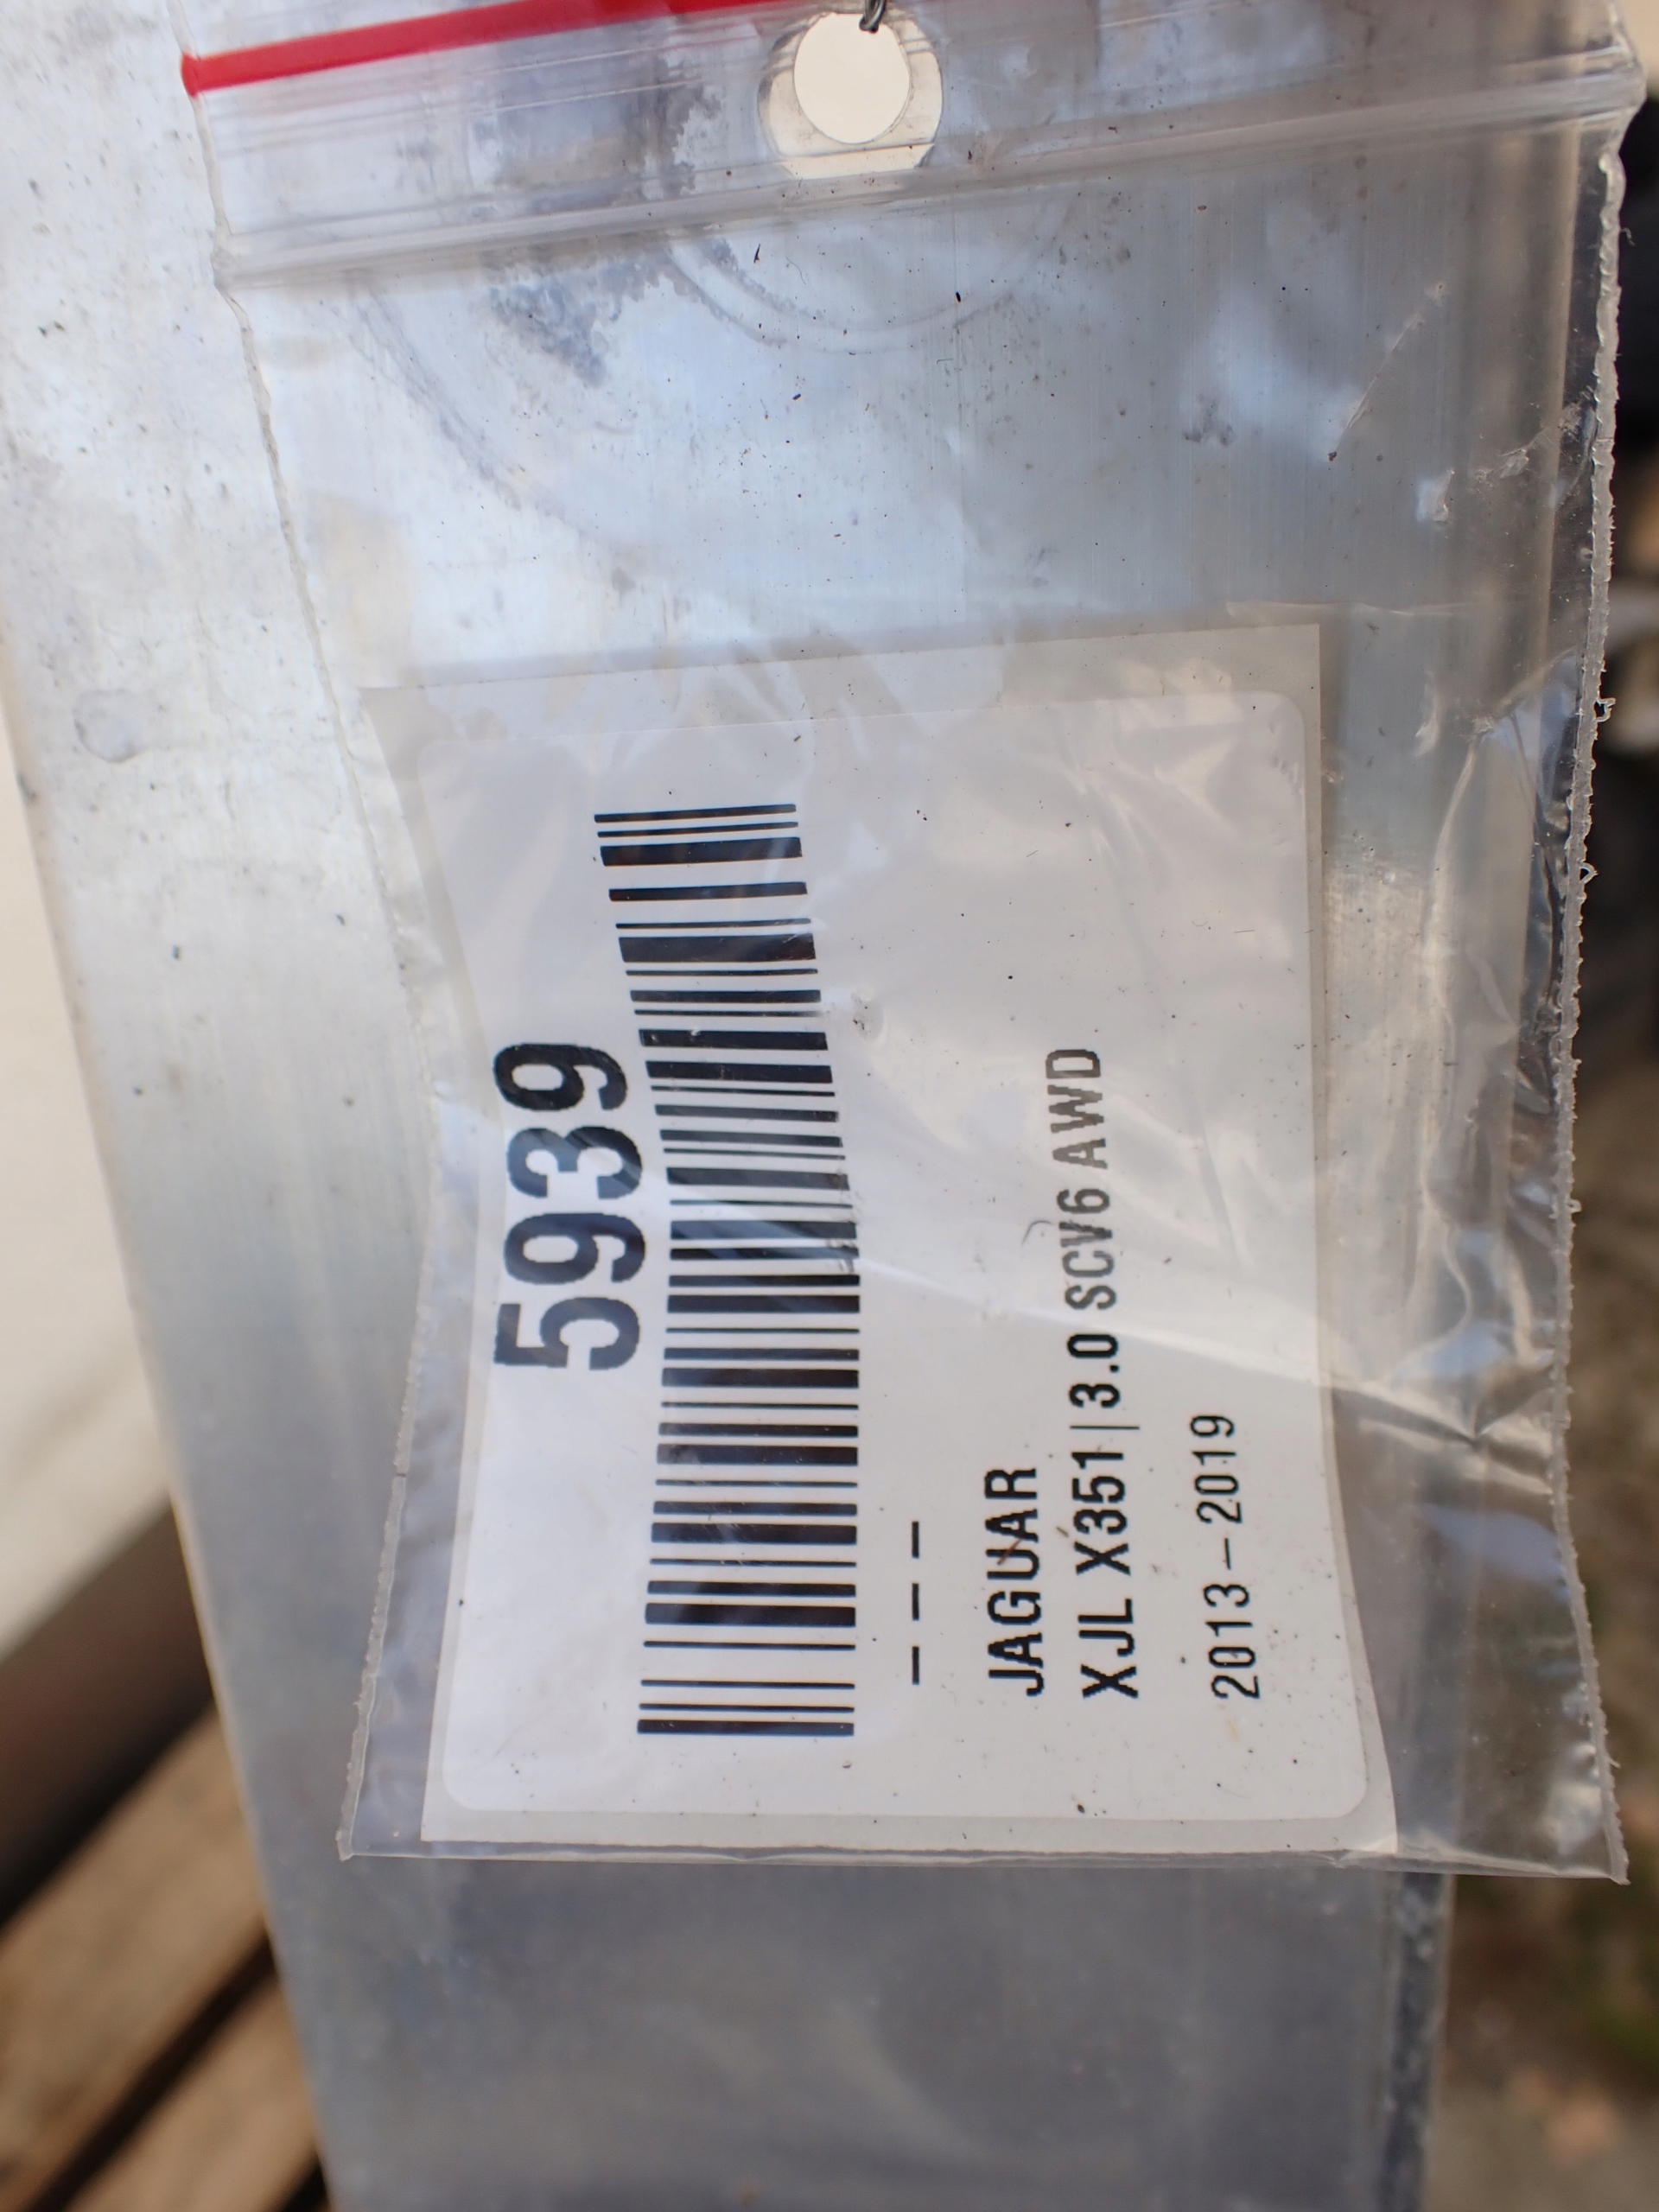 5939
- - -
JAGUAR
XJL X351 | 3.0 SCV6 AWD
2013-2019